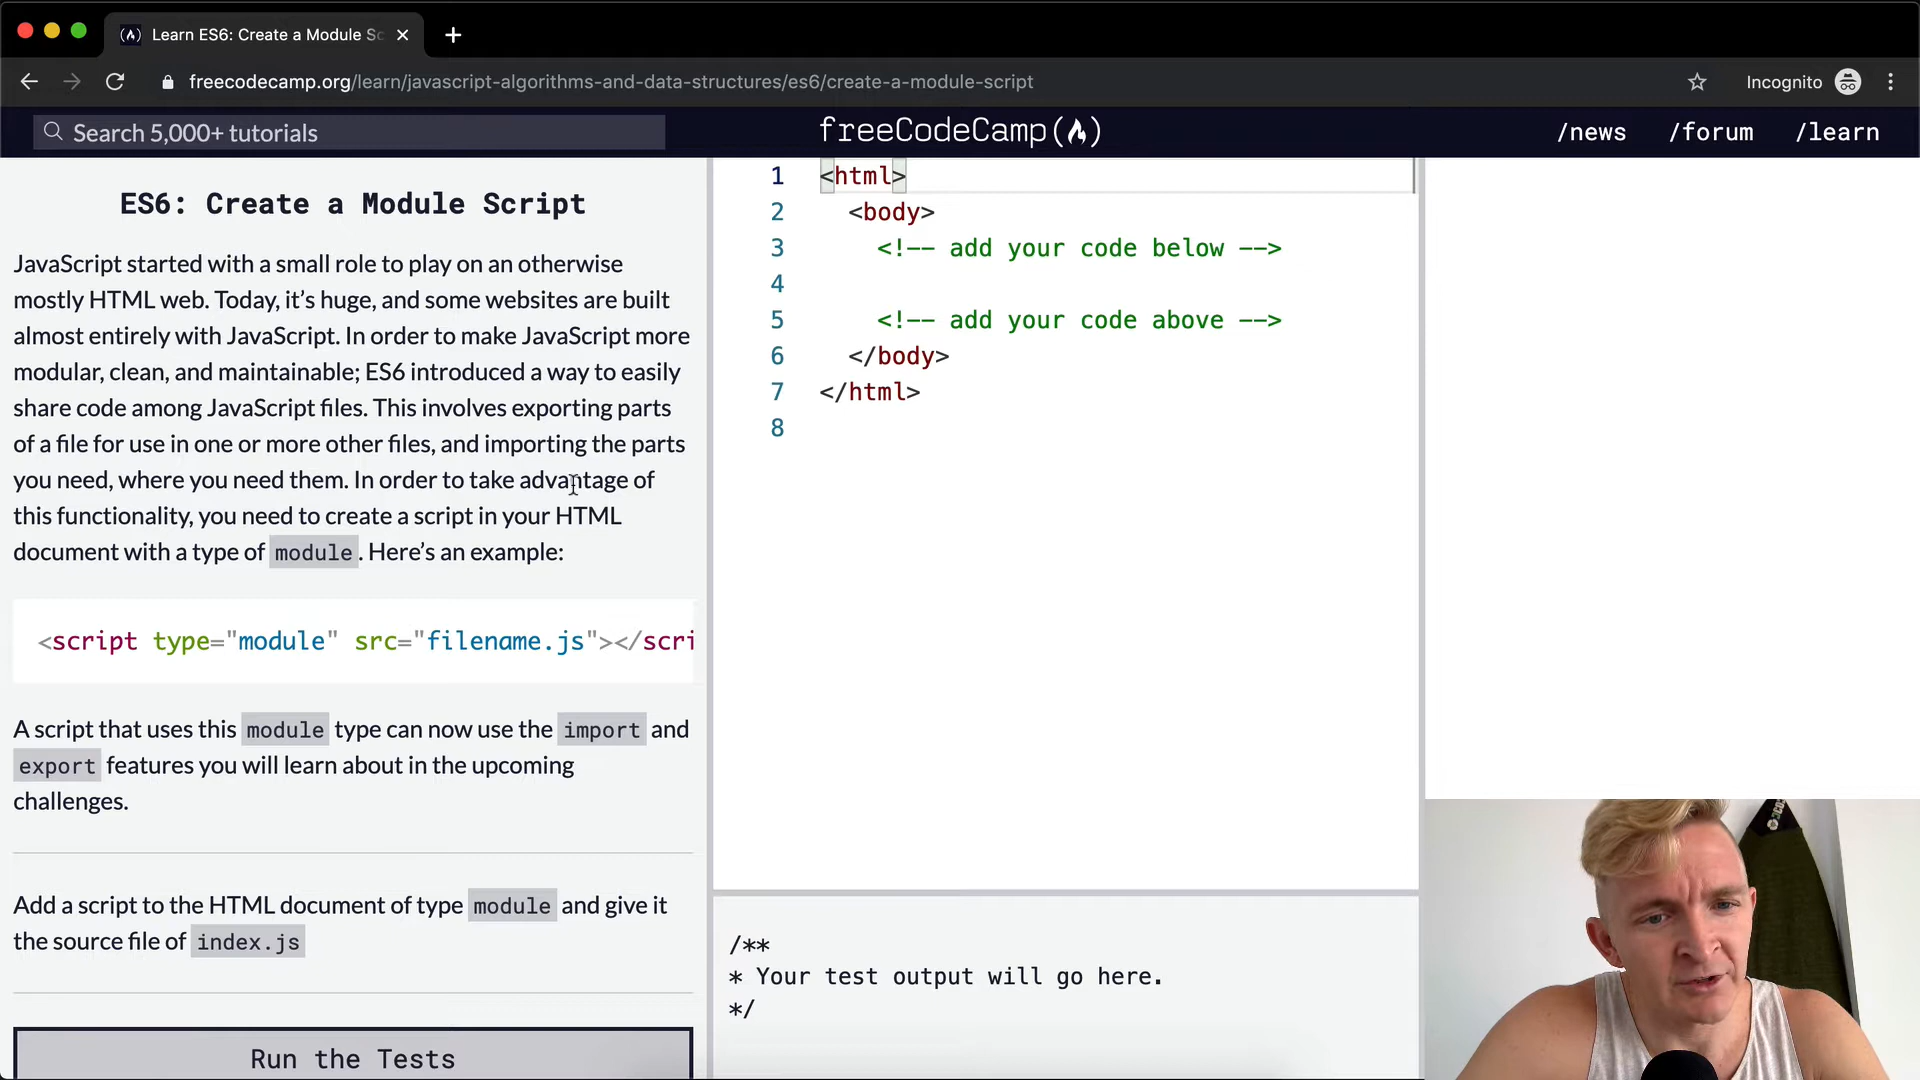 Learn ES6: Create a Module Sc
freecodecamp.org/learn/javascript-algorithms-and-data-structures/es6/create-a-module-script
Incognito
Search 5,000+ tutorials
freeCodeCamp
/news /forum /learn
ES6: Create a Module Script
JavaScript started with a small role to play on an otherwise
mostly HTML web. Today, it’s huge, and some websites are built
almost entirely with JavaScript. In order to make JavaScript more
modular, clean, and maintainable; ES6 introduced a way to easily
share code among JavaScript files. This involves exporting parts
of a file for use in one or more other files, and importing the parts
you need, where you need them. In order to take advantage of
this functionality, you need to create a script in your HTML
document with a type of module. Here’s an example:
<script type="module" src="filename.js"></scri
A script that uses this module type can now use the import and
export features you will learn about in the upcoming
challenges.
Add a script to the HTML document of type module and give it
the source file of index.js
Run the Tests
1 <html>
2 <body>
3 <!-- add your code below -->
4
5 <!-- add your code above -->
6 </body>
7 </html>
8
/**
* Your test output will go here.
*/